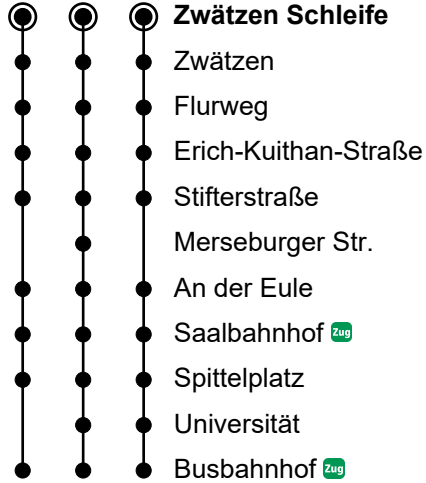 Zwätzen Schleife
Zwätzen
Flurweg
Erich-Kuithan-Straße
Stifterstraße
Merseburger Str.
An der Eule
Saalbahnhof Zug
Spittelplatz
Universität
Busbahnhof Zug